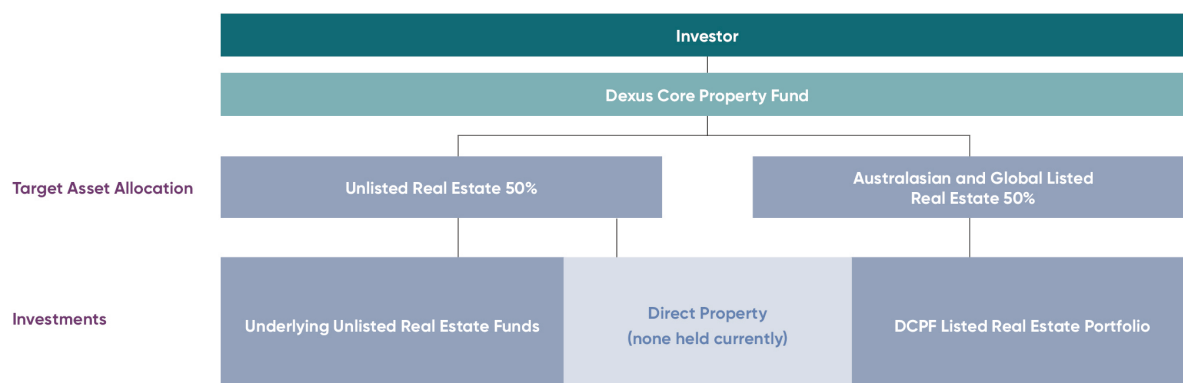 Investor
Dexus Core Property Fund
Target Asset Allocation
Unlisted Real Estate 50%
Australasian and Global Listed
Real Estate 50%
Investments
Underlying Unlisted Real Estate Funds
Direct Property
(none held currently)
DCPF Listed Real Estate Portfolio